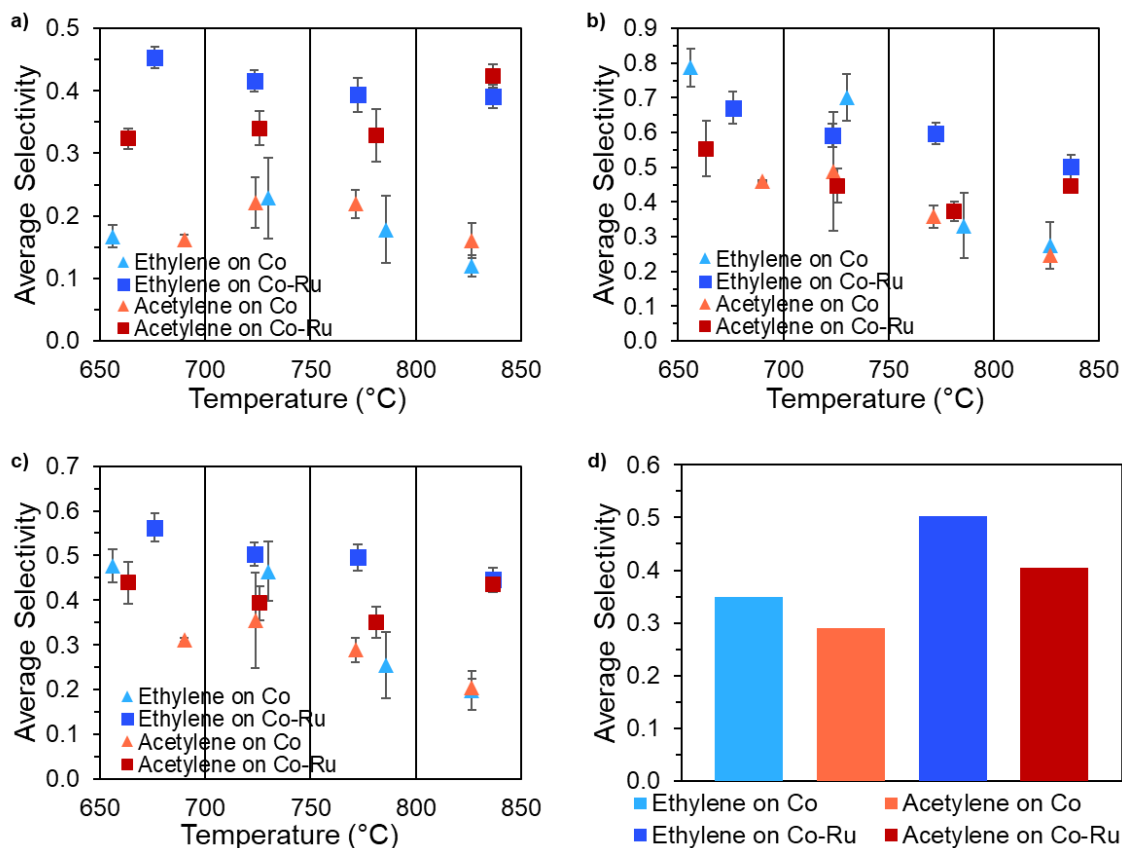 a)
Average Selectivity
0.5
0.4
0.3
0.2
0.1
0.0
Ethylene on Co
Ethylene on Co-Ru
Acetylene on Co
Acetylene on Co-Ru
650 700 750 800 850
Temperature (°C)
b)
Average Selectivity
0.9
0.8
0.7
0.6
0.5
0.4
0.3
0.2
0.1
0.0
Ethylene on Co
Ethylene on Co-Ru
Acetylene on Co
Acetylene on Co-Ru
650 700 750 800 850
Temperature (°C)
c)
Average Selectivity
0.7
0.6
0.5
0.4
0.3
0.2
0.1
0.0
Ethylene on Co
Ethylene on Co-Ru
Acetylene on Co
Acetylene on Co-Ru
650 700 750 800 850
Temperature (°C)
d)
Average Selectivity
0.6
0.5
0.4
0.3
0.2
0.1
0.0
Ethylene on Co Acetylene on Co
Ethylene on Co-Ru Acetylene on Co-Ru